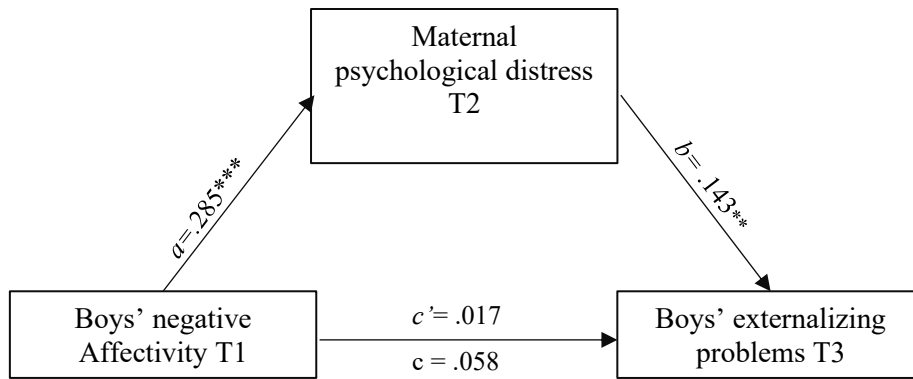 Maternal
psychological distress
T2
a=.285***
b= .143**
Boys’ negative
Affectivity T1
c’= .017
c = .058
Boys’ externalizing
problems T3